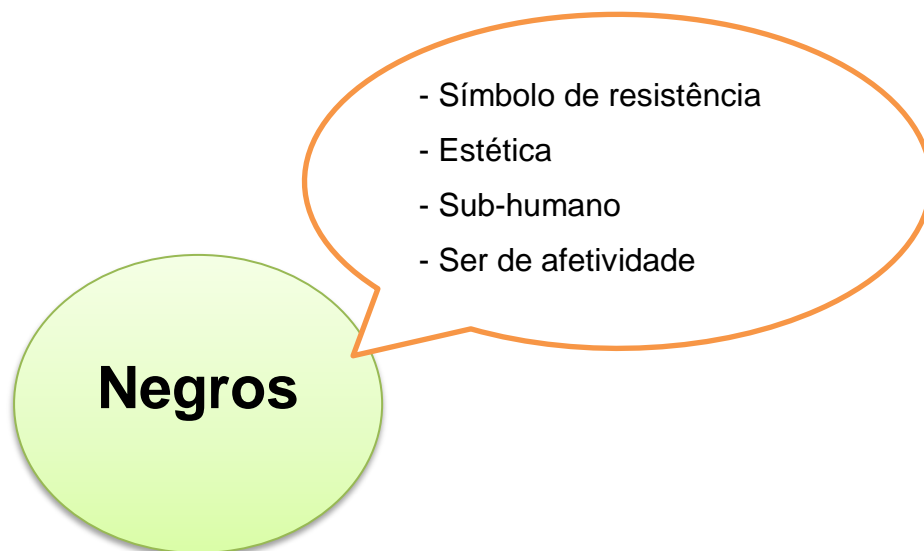 - Símbolo de resistência
- Estética
- Sub-humano
- Ser de afetividade
Negros